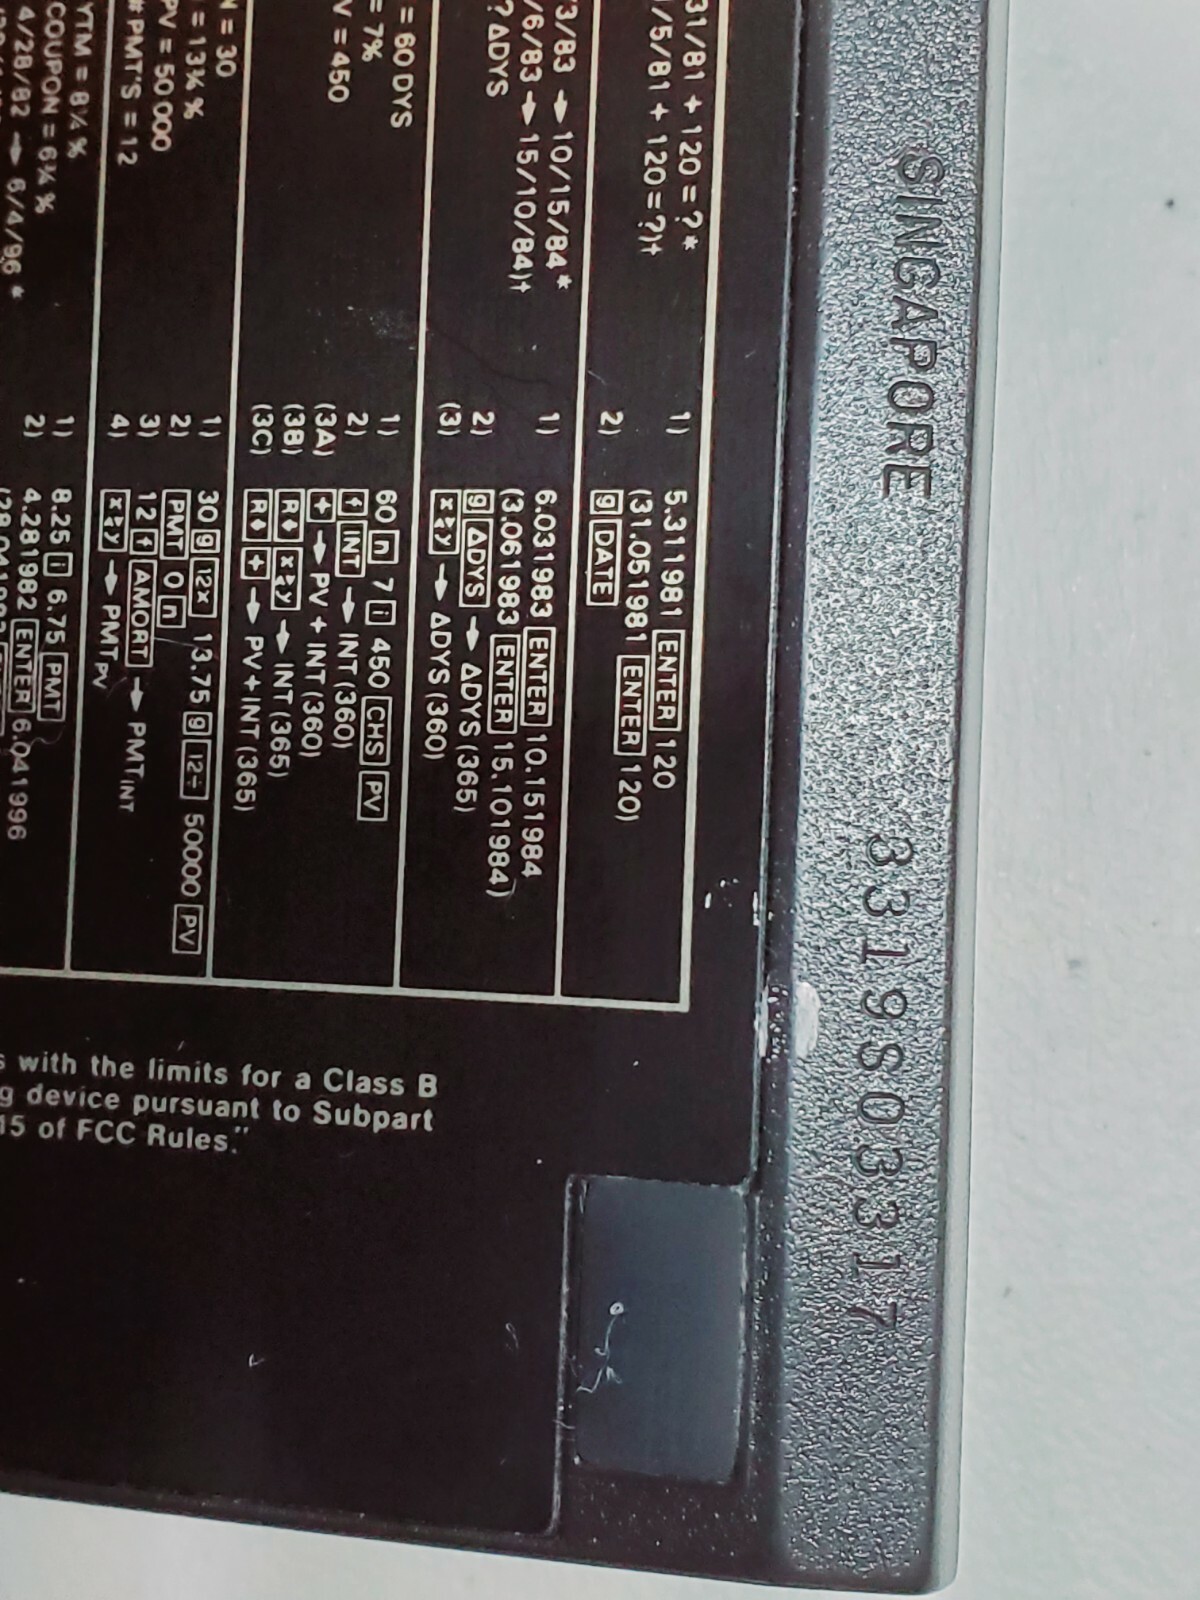 SINGAPORE 3319S03317
31/81 + 120 = ? *
1) 5.311981 ENTER 120
/5/81 + 120 = ?)†
(31.051981 ENTER 120)
2) g DATE
/3/83 → 10/15/84 *
1) 6.031983 ENTER 10.151984
/6/83 → 15/10/84)†
(3.061983 ENTER 15.101984)
? ΔDYS
2) g ΔDYS → ΔDYS (365)
(3) x≷y → ΔDYS (360)
= 60 DYS
1) 60 n 7 i 450 CHS PV
= 7%
2) f INT → INT (360)
V = 450
(3A) + → PV + INT (360)
(3B) R↓ x≷y → INT (365)
(3C) R↓ + → PV + INT (365)
N = 30
1) 30 g 12x 13.75 g 12÷ 50000 PV
= 13¾ %
2) PMT 0 n
PV = 50 000
3) 12 f AMORT → PMT INT
# PMT'S = 12
4) x≷y → PMT PV
YTM = 8¼ %
1) 8.25 i 6.75 PMT
COUPON = 6¾ %
2) 4.281982 ENTER 6.041996
4/28/82 → 6/4/96 *
with the limits for a Class B
device pursuant to Subpart
15 of FCC Rules."